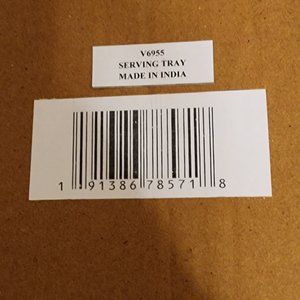 V6955
SERVING TRAY
MADE IN INDIA
1 91386 78571 8